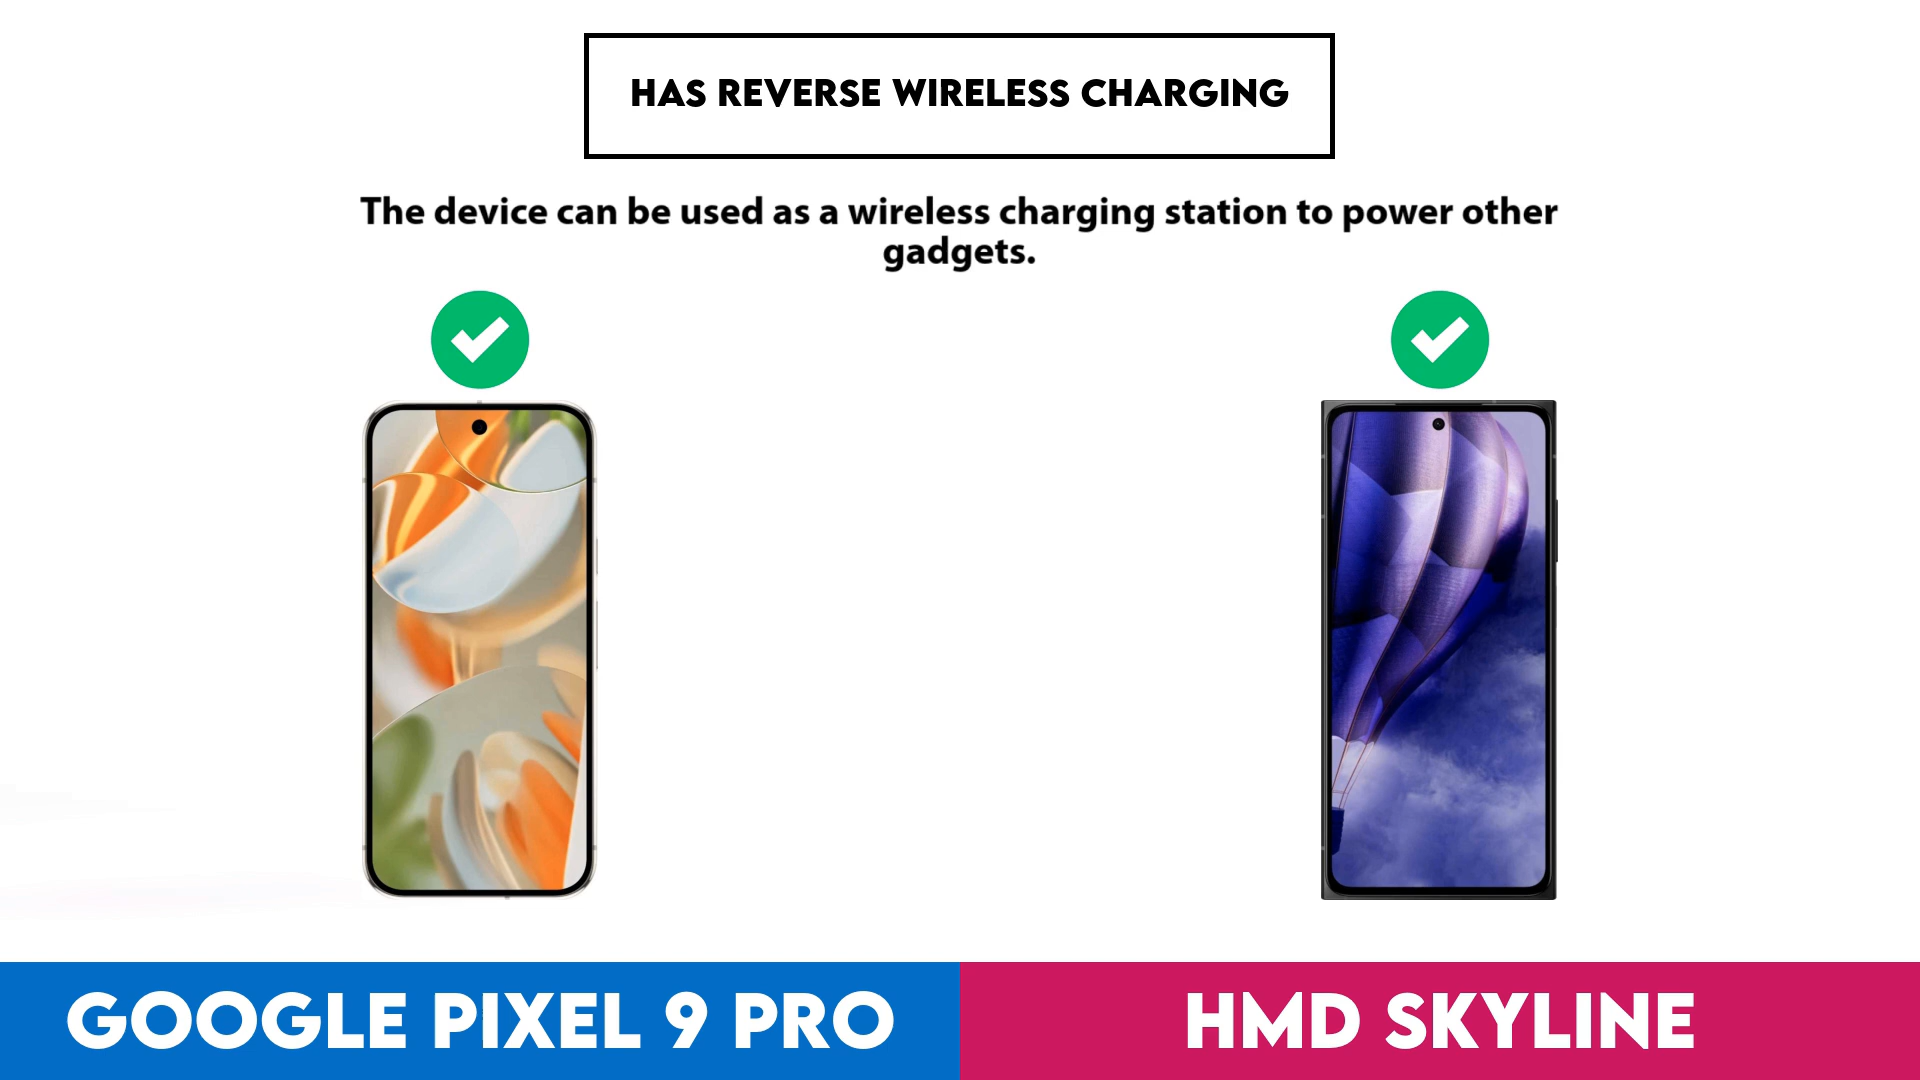 HAS REVERSE WIRELESS CHARGING
The device can be used as a wireless charging station to power other
gadgets.
GOOGLE PIXEL 9 PRO
HMD SKYLINE